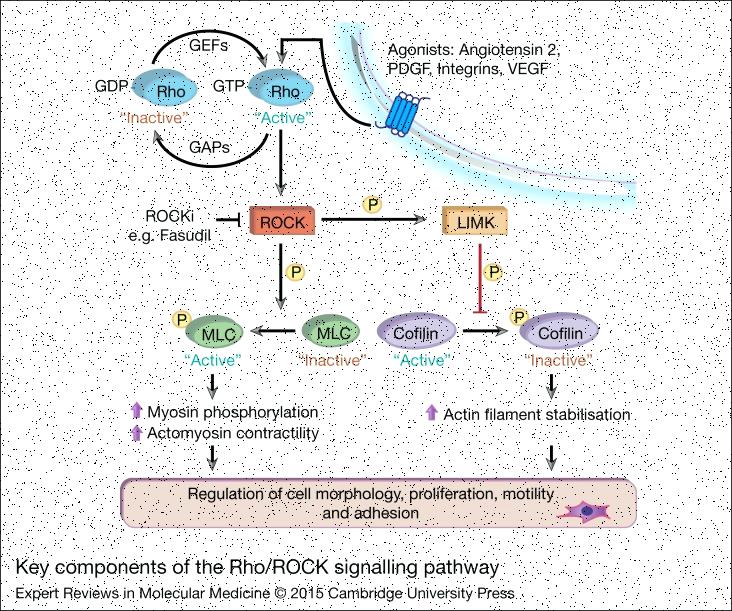 GEFs
Agonists: Angiotensin 2,
PDGF, Integrins, VEGF
GDP
Rho
GTP
Rho
"Inactive"
"Active"
GAPs
ROCKi
e.g. Fasudil
ROCK
P
LIMK
P
P
P
MLC
MLC
Cofilin
P
Cofilin
"Active"
"Inactive"
"Active"
"Inactive"
Myosin phosphorylation
Actomyosin contractility
Actin filament stabilisation
Regulation of cell morphology, proliferation, motility
and adhesion
Key components of the Rho/ROCK signalling pathway
Expert Reviews in Molecular Medicine © 2015 Cambridge University Press